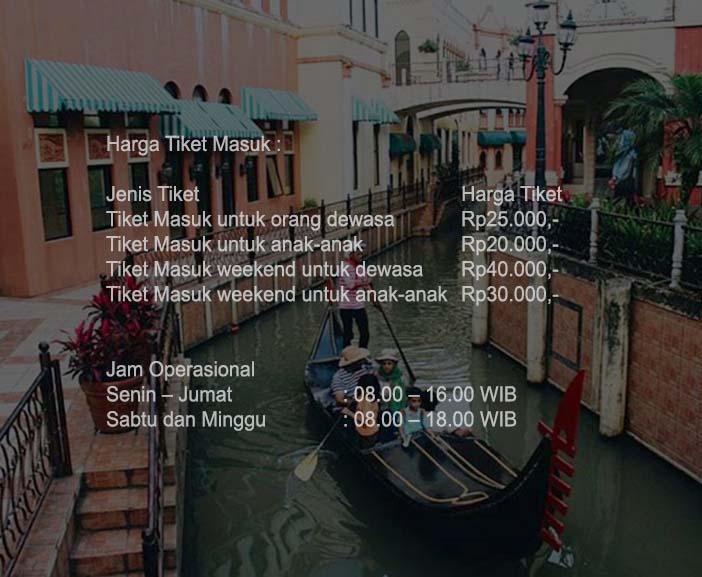 Harga Tiket Masuk :
Jenis Tiket Harga Tiket
Tiket Masuk untuk orang dewasa Rp25.000,-
Tiket Masuk untuk anak-anak Rp20.000,-
Tiket Masuk weekend untuk dewasa Rp40.000,-
Tiket Masuk weekend untuk anak-anak Rp30.000,-
Jam Operasional
Senin – Jumat : 08.00 – 16.00 WIB
Sabtu dan Minggu : 08.00 – 18.00 WIB